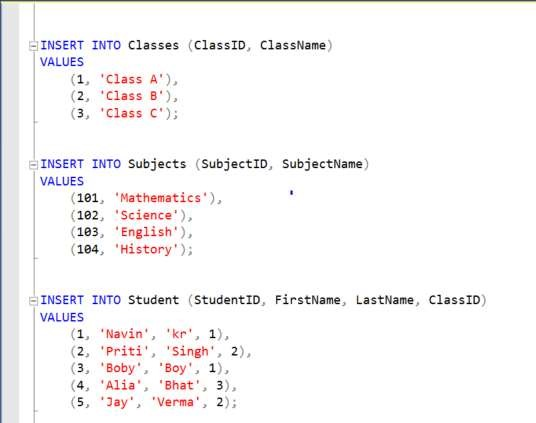 INSERT INTO Classes (ClassID, ClassName)
VALUES
(1, 'Class A'),
(2, 'Class B'),
(3, 'Class C');
INSERT INTO Subjects (SubjectID, SubjectName)
VALUES
(101, 'Mathematics'),
(102, 'Science'),
(103, 'English'),
(104, 'History');
INSERT INTO Student (StudentID, FirstName, LastName, ClassID)
VALUES
(1, 'Navin', 'kr', 1),
(2, 'Priti', 'Singh', 2),
(3, 'Boby', 'Boy', 1),
(4, 'Alia', 'Bhat', 3),
(5, 'Jay', 'Verma', 2);